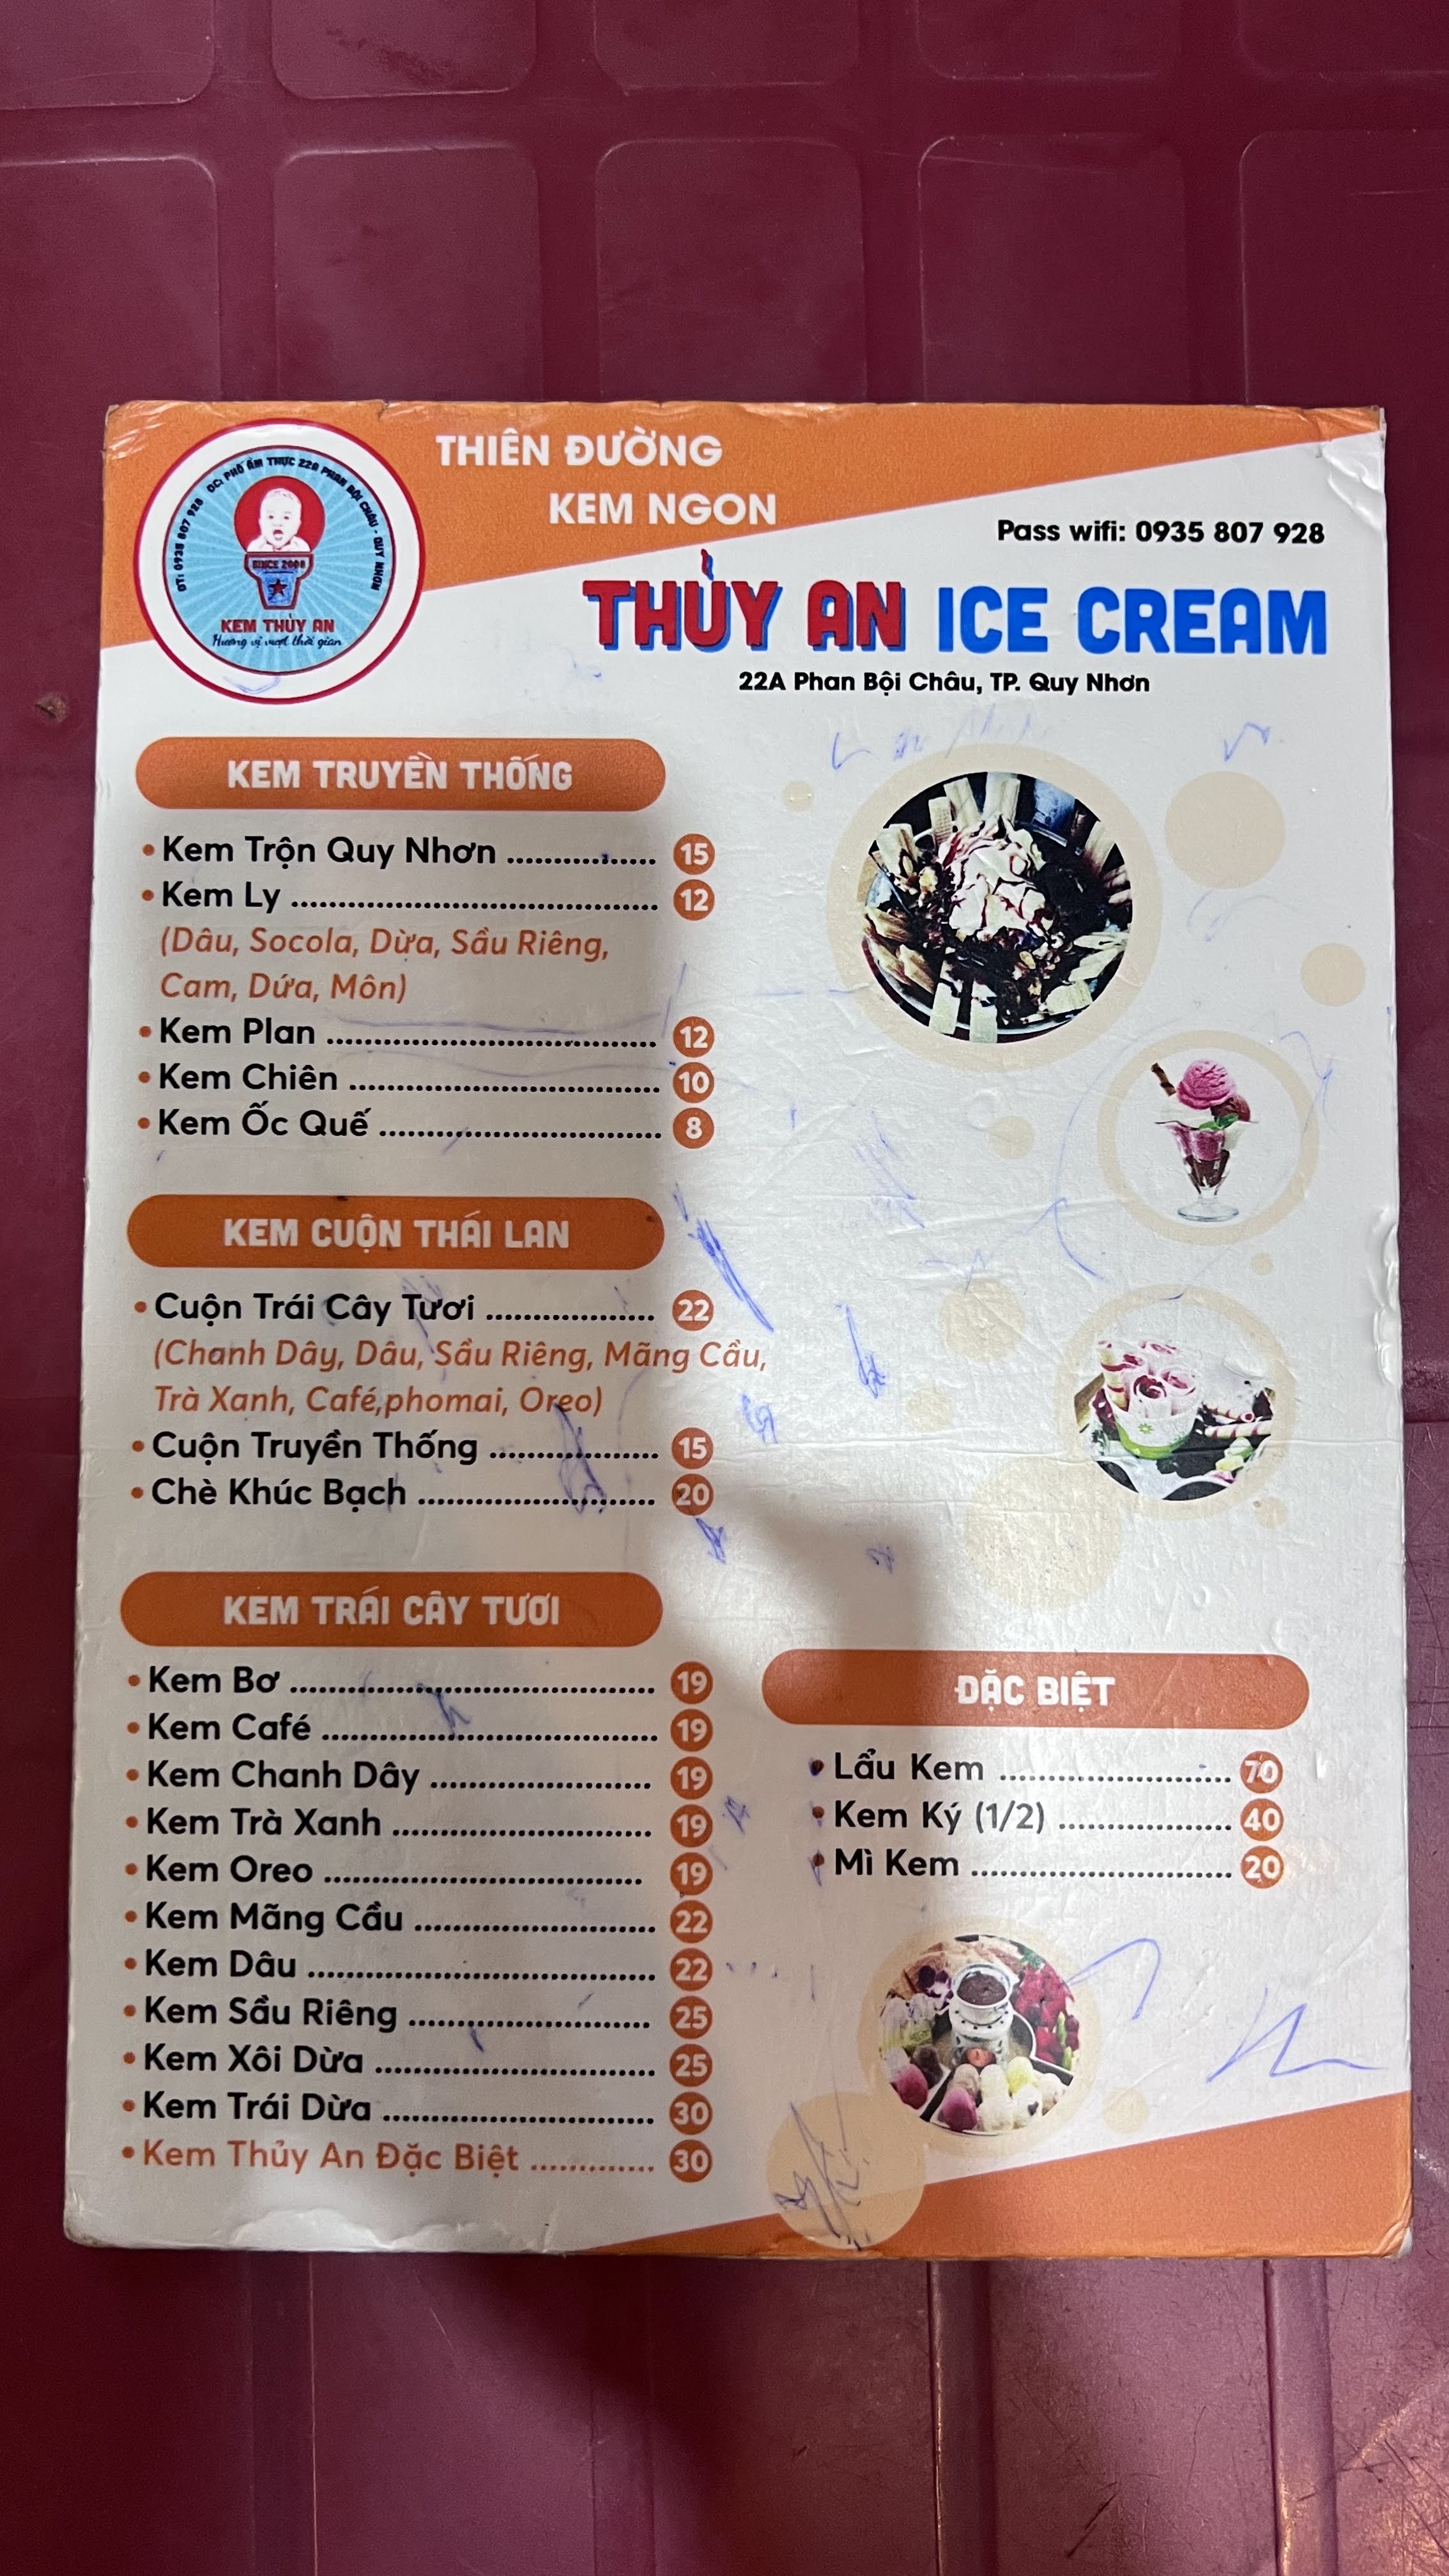 ĐT: 0935 807 928 ĐC: PHỐ ẨM THỰC 22A PHAN BỘI CHÂU - QUY NHƠN
SINCE 2000
KEM THỦY AN
Hương vị vượt thời gian
THIÊN ĐƯỜNG
KEM NGON
Pass wifi: 0935 807 928
THỦY AN ICE CREAM
22A Phan Bội Châu, TP. Quy Nhơn
KEM TRUYỀN THỐNG
• Kem Trộn Quy Nhơn ................ 15
• Kem Ly ....................................... 12
(Dâu, Socola, Dừa, Sầu Riêng,
Cam, Dứa, Môn)
• Kem Plan ................................... 12
• Kem Chiên ................................. 10
• Kem Ốc Quế .............................. 8
KEM CUỘN THÁI LAN
• Cuộn Trái Cây Tươi .................. 22
(Chanh Dây, Dâu, Sầu Riêng, Mãng Cầu,
Trà Xanh, Café,phomai, Oreo)
• Cuộn Truyền Thống .................. 15
• Chè Khúc Bạch ......................... 20
KEM TRÁI CÂY TƯƠI
• Kem Bơ ...................................... 19
• Kem Café ................................... 19
• Kem Chanh Dây ....................... 19
• Kem Trà Xanh ........................... 19
• Kem Oreo ................................. 19
• Kem Mãng Cầu ......................... 22
• Kem Dâu .................................... 22
• Kem Sầu Riêng ......................... 25
• Kem Xôi Dừa ............................. 25
• Kem Trái Dừa ............................ 30
• Kem Thủy An Đặc Biệt ............. 30
ĐẶC BIỆT
• Lẩu Kem ........................ 70
• Kem Ký (1/2) .................. 40
• Mì Kem ........................... 20